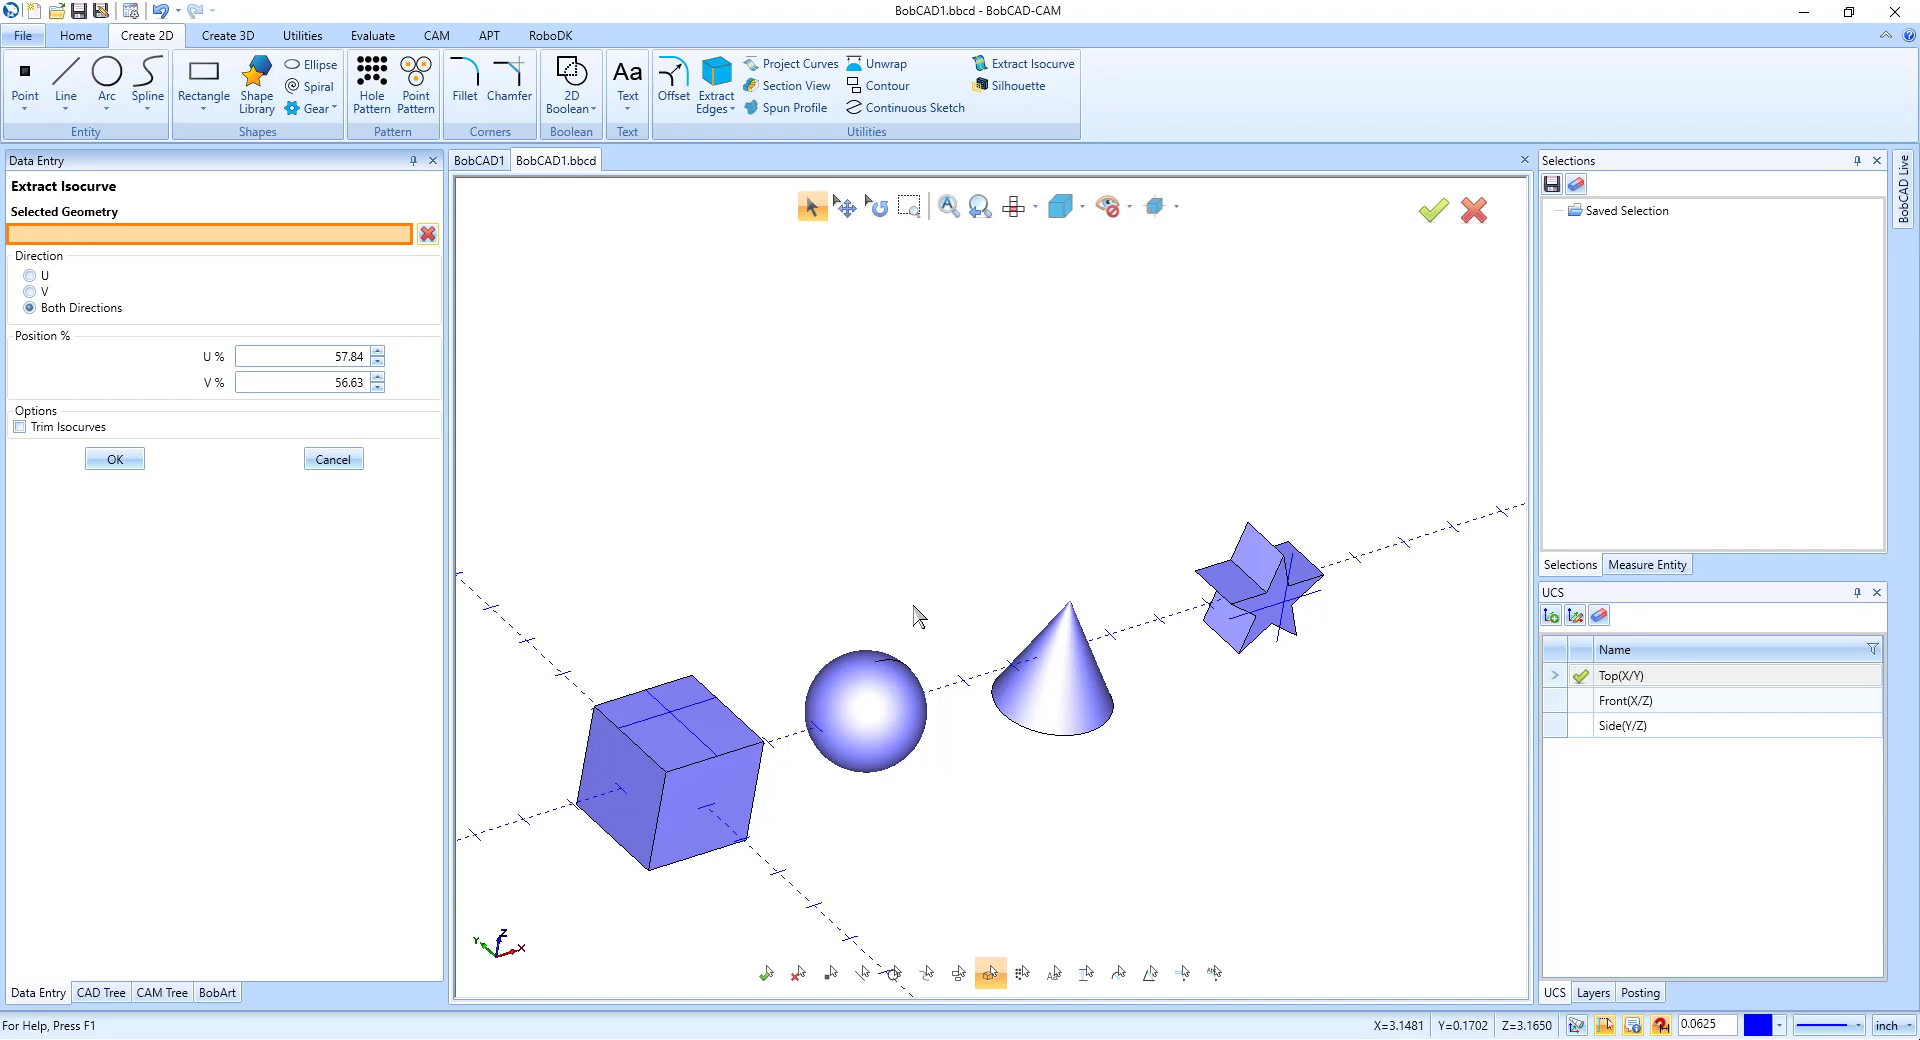 BobCAD1.bbcd - BobCAD-CAM
File Home Create 2D Create 3D Utilities Evaluate CAM APT RoboDK
Point Line Arc Spline
Entity
Rectangle Shape Library Ellipse Spiral Gear
Shapes
Hole Pattern Point Pattern
Pattern
Fillet Chamfer
Corners
2D Boolean
Boolean
Aa
Text
Text
Offset Extract Edges Project Curves Section View Spun Profile Unwrap Contour Continuous Sketch Extract Isocurve Silhouette
Utilities
Data Entry
Extract Isocurve
Selected Geometry
Direction
U
V
Both Directions
Position %
U % 57.84
V % 56.63
Options
Trim Isocurves
OK Cancel
Data Entry CAD Tree CAM Tree BobArt
BobCAD1 BobCAD1.bbcd
Y Z X
Selections
Saved Selection
Selections Measure Entity
UCS
Name
Top(X/Y)
Front(X/Z)
Side(Y/Z)
UCS Layers Posting
BobCAD Live
For Help, Press F1
X=3.1481 Y=0.1702 Z=3.1650 0.0625 inch